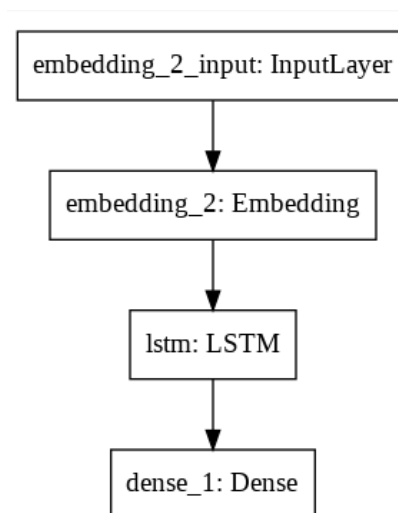 embedding_2_input: InputLayer
embedding_2: Embedding
lstm: LSTM
dense_1: Dense